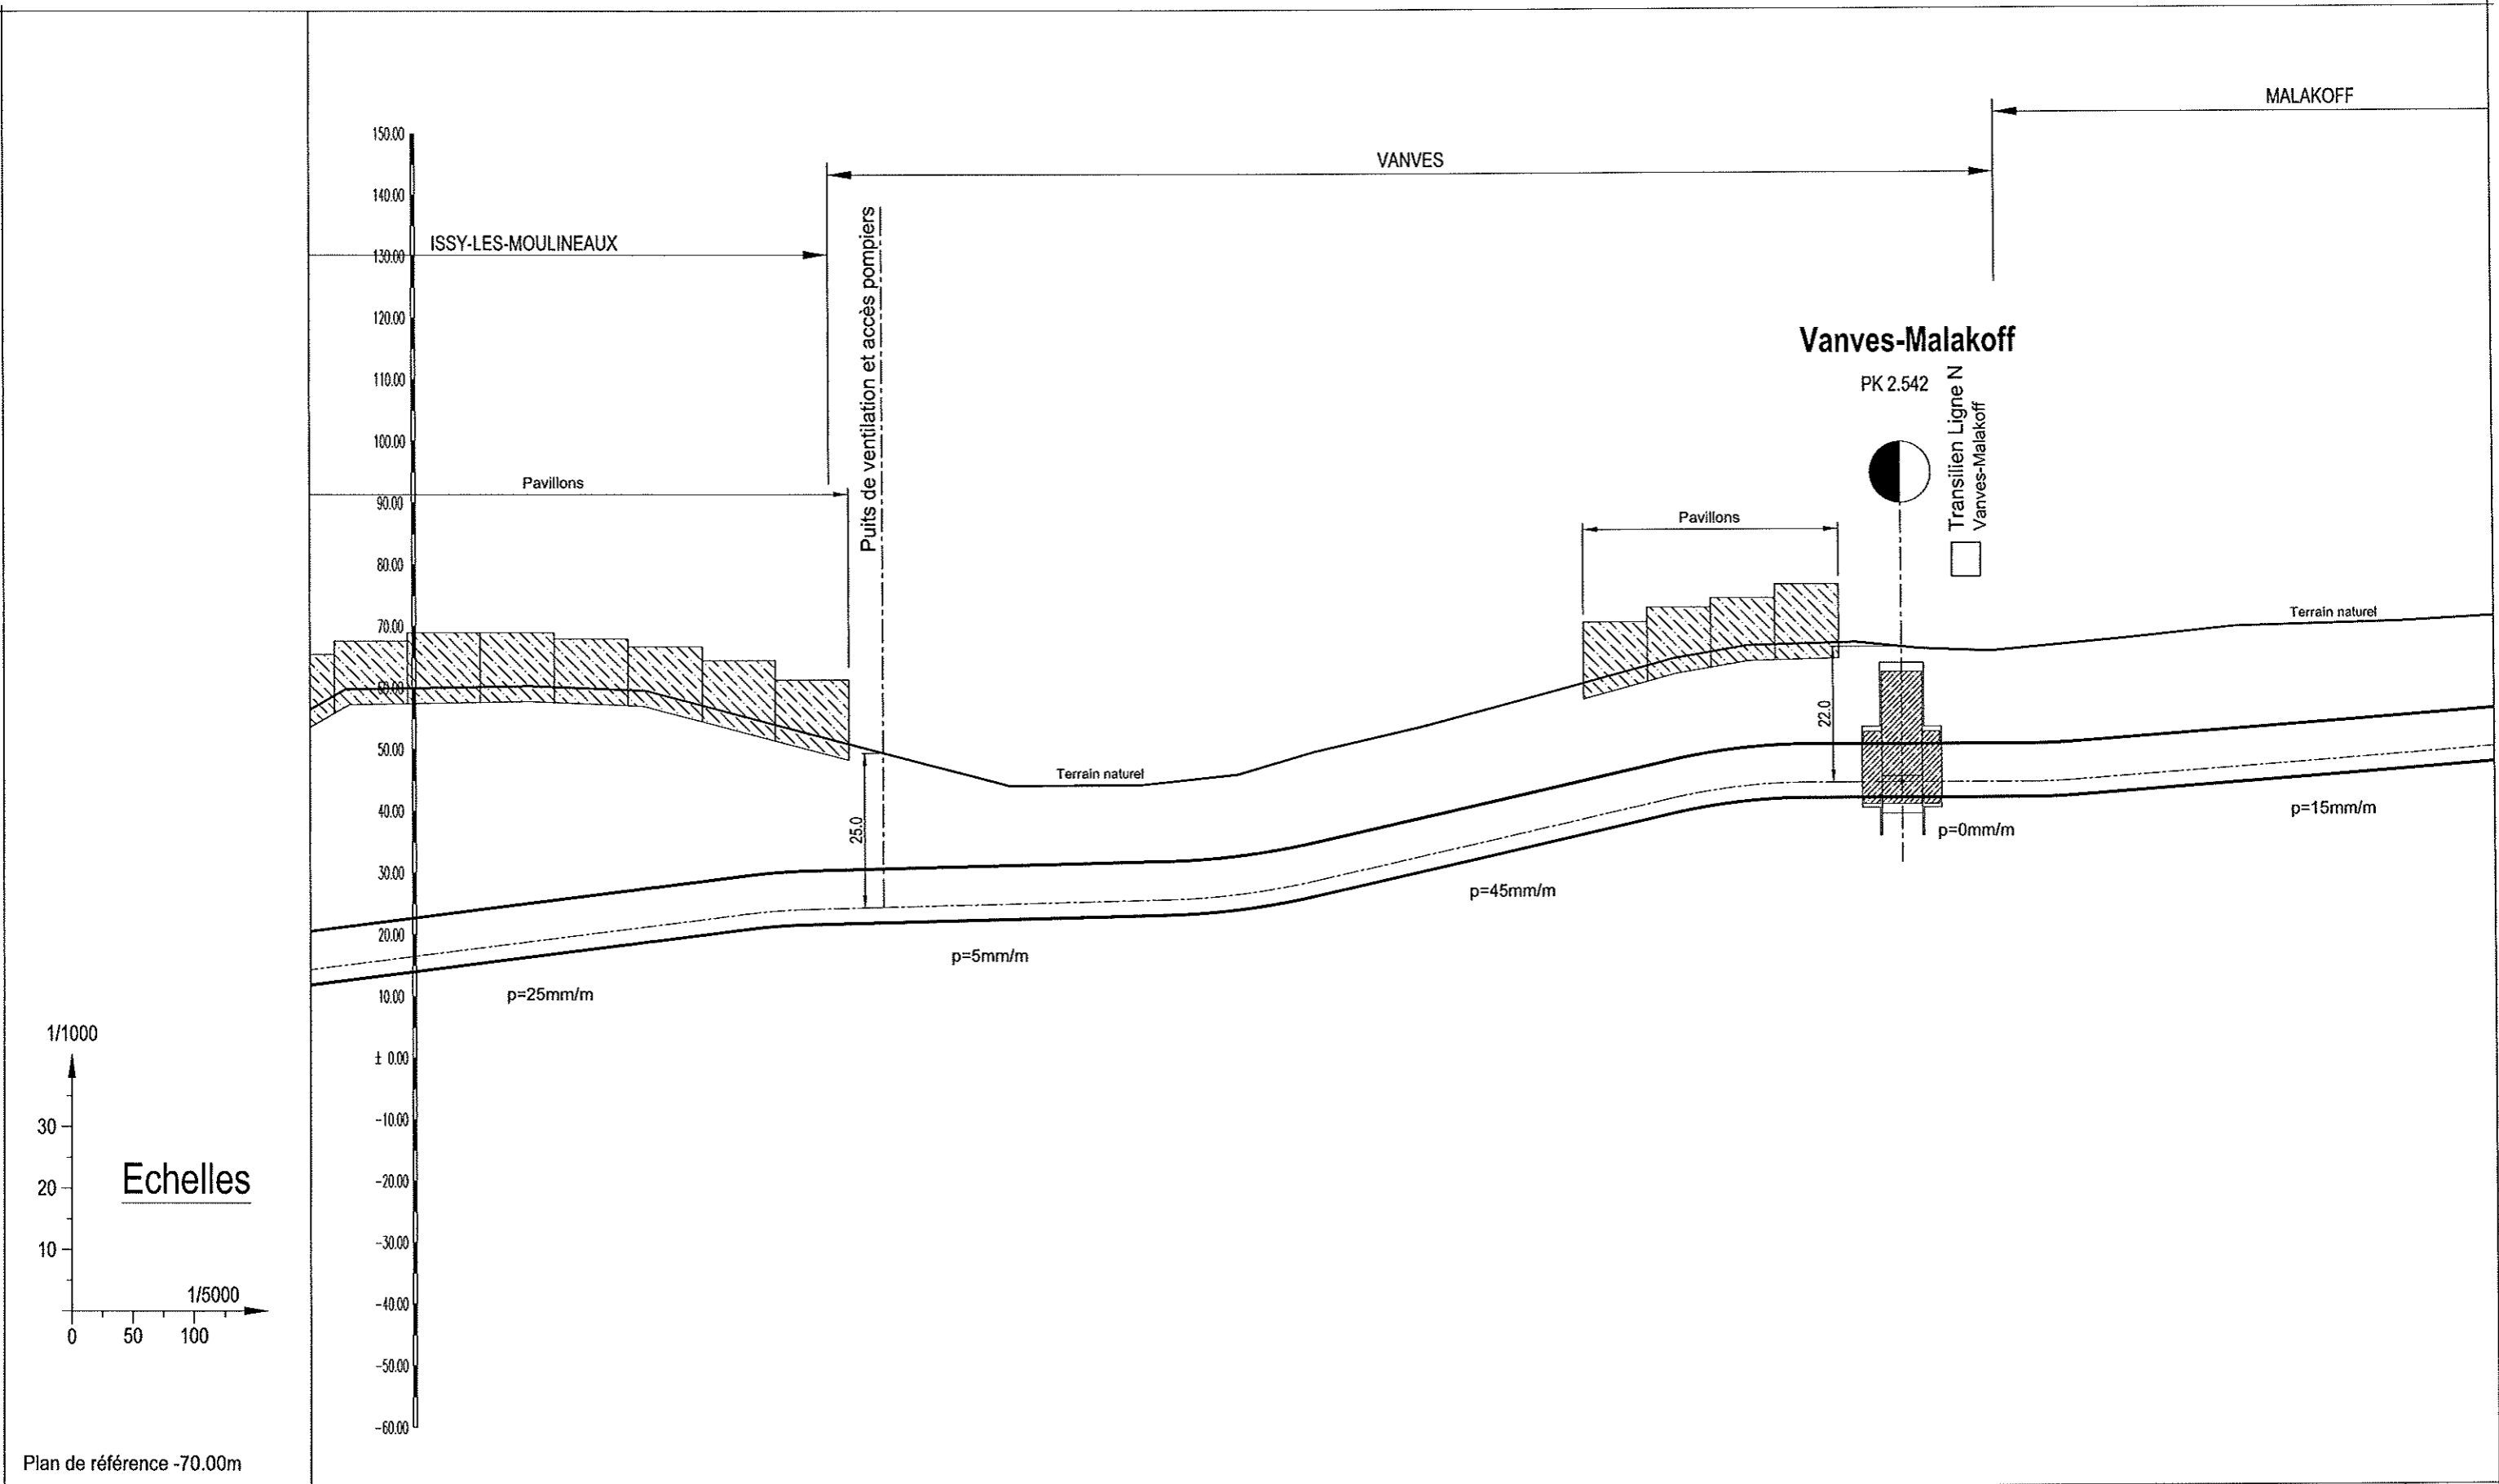 MALAKOFF
150.00
VANVES
140.00
ISSY-LES-MOULINEAUX
130.00
Puits de ventilation et accès pompiers
120.00
Vanves-Malakoff
110.00
PK 2.542
Transilien Ligne N
Vanves-Malakoff
100.00
Pavillons
90.00
Pavillons
80.00
70.00
Terrain naturel
60.00
22.0
50.00
Terrain naturel
40.00
p=15mm/m
25.0
p=0mm/m
30.00
p=45mm/m
20.00
p=5mm/m
10.00
p=25mm/m
1/1000
± 0.00
30
-10.00
20
Echelles
-20.00
10
-30.00
1/5000
-40.00
0 50 100
-50.00
-60.00
Plan de référence -70.00m